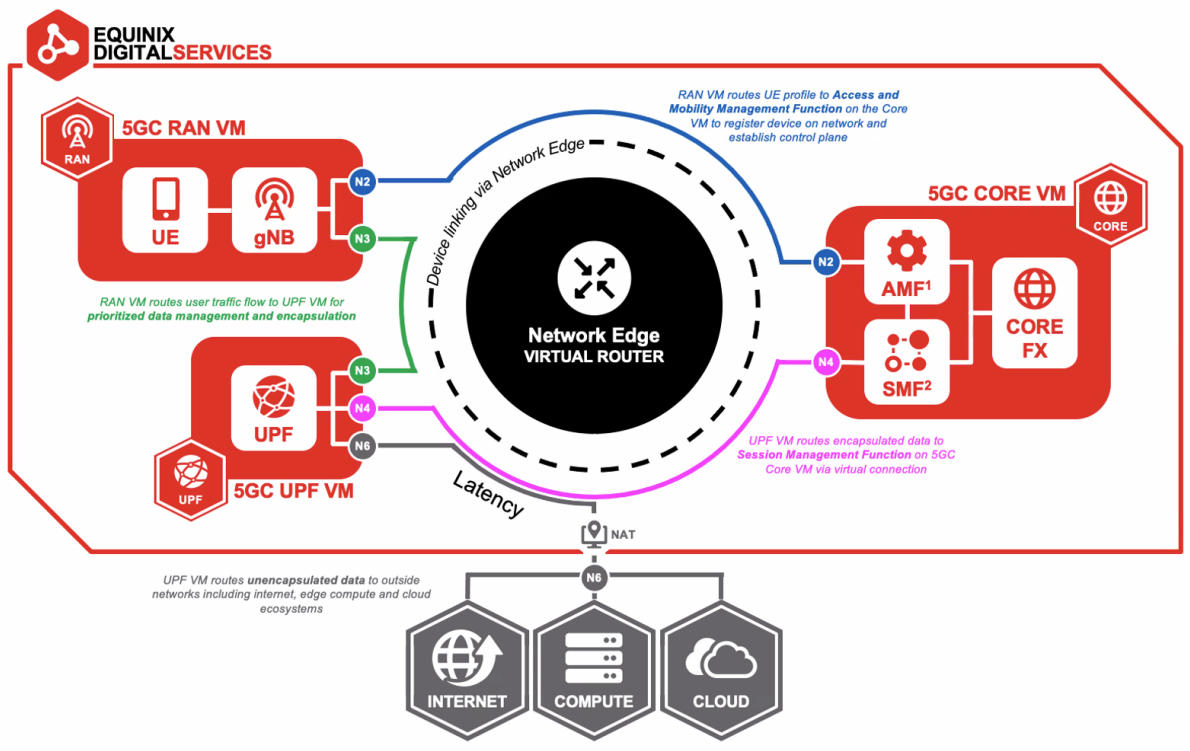 EQUINIX
DIGITALSERVICES
RAN VM routes UE profile to Access and
Mobility Management Function on the Core
VM to register device on network and
establish control plane
RAN
5GC RAN VM
UE
gNB
N2
N3
Device linking via Network Edge
5GC CORE VM
CORE
N2
AMF¹
CORE
FX
N4
SMF²
Network Edge
VIRTUAL ROUTER
RAN VM routes user traffic flow to UPF VM for
prioritized data management and encapsulation
UPF
N3
N4
N6
UPF
5GC UPF VM
Latency
UPF VM routes encapsulated data to
Session Management Function on 5GC
Core VM via virtual connection
NAT
UPF VM routes unencapsulated data to outside
networks including internet, edge compute and cloud
ecosystems
N6
INTERNET
COMPUTE
CLOUD